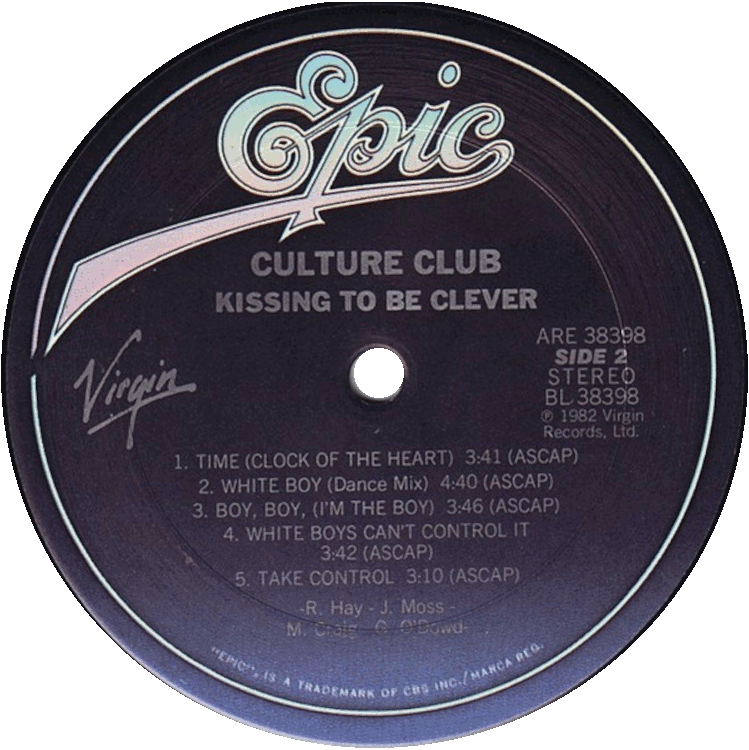 Epic
CULTURE CLUB
KISSING TO BE CLEVER
Virgin
ARE 38398
SIDE 2
STEREO
BL 38398
℗ 1982 Virgin
Records, Ltd.
1. TIME (CLOCK OF THE HEART) 3:41 (ASCAP)
2. WHITE BOY (Dance Mix) 4:40 (ASCAP)
3. BOY, BOY, (I'M THE BOY) 3:46 (ASCAP)
4. WHITE BOYS CAN'T CONTROL IT
3:42 (ASCAP)
5. TAKE CONTROL 3:10 (ASCAP)
-R. Hay - J. Moss -
M. Craig - G. O'Dowd-
"EPIC", IS A TRADEMARK OF CBS INC./MARCA REG.